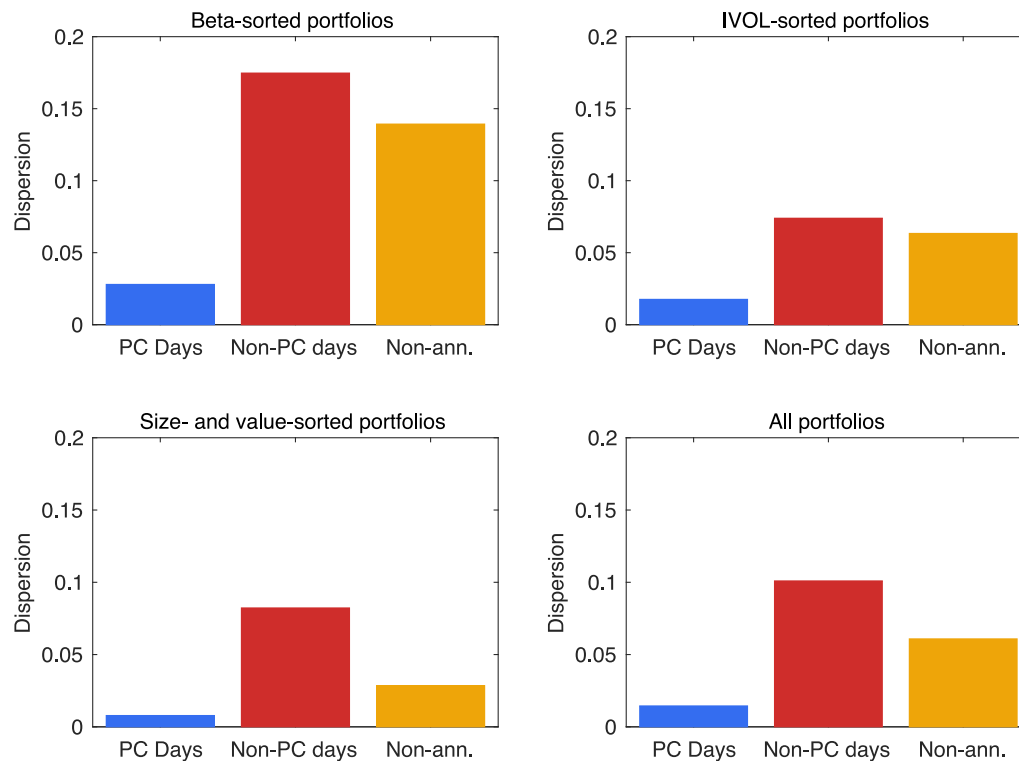 Beta-sorted portfolios
0.2
0.15
0.1
0.05
0
Dispersion
PC Days Non-PC days Non-ann.
IVOL-sorted portfolios
0.2
0.15
0.1
0.05
0
Dispersion
PC Days Non-PC days Non-ann.
Size- and value-sorted portfolios
0.2
0.15
0.1
0.05
0
Dispersion
PC Days Non-PC days Non-ann.
All portfolios
0.2
0.15
0.1
0.05
0
Dispersion
PC Days Non-PC days Non-ann.